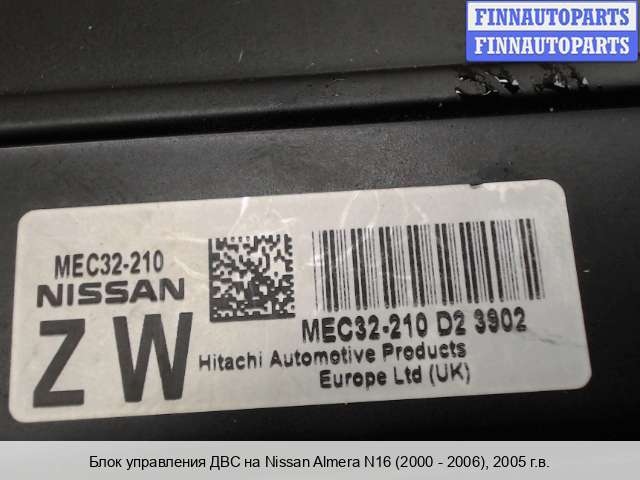 FINNAUTOPARTS
FINNAUTOPARTS
MEC32-210
NISSAN
Z W
MEC32-210 D2 3902
Hitachi Automotive Products
Europe Ltd (UK)
Блок управления ДВС на Nissan Almera N16 (2000 - 2006), 2005 г.в.